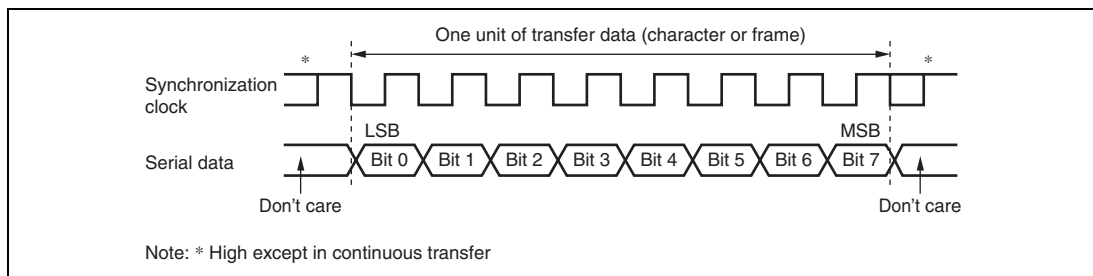 One unit of transfer data (character or frame)
* *
Synchronization
clock
LSB MSB
Serial data Bit 0 Bit 1 Bit 2 Bit 3 Bit 4 Bit 5 Bit 6 Bit 7
Don't care Don't care
Note: * High except in continuous transfer